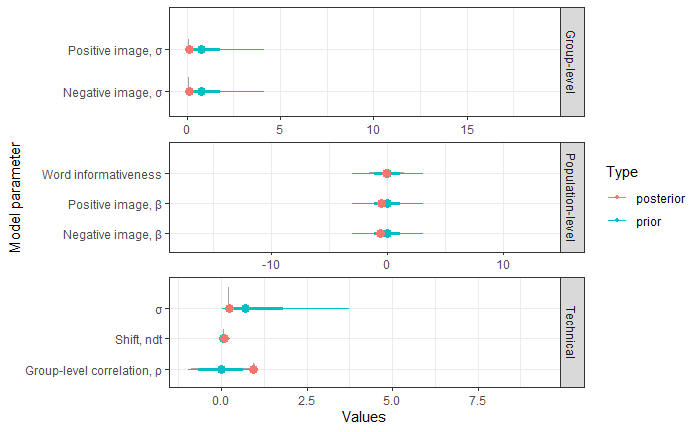 Model parameter
Positive image, σ
Negative image, σ
0
5
10
15
Group-level
Word informativeness
Positive image, β
Negative image, β
-10
0
10
Population-level
σ
Shift, ndt
Group-level correlation, ρ
0.0
2.5
5.0
7.5
Technical
Values
Type
posterior
prior